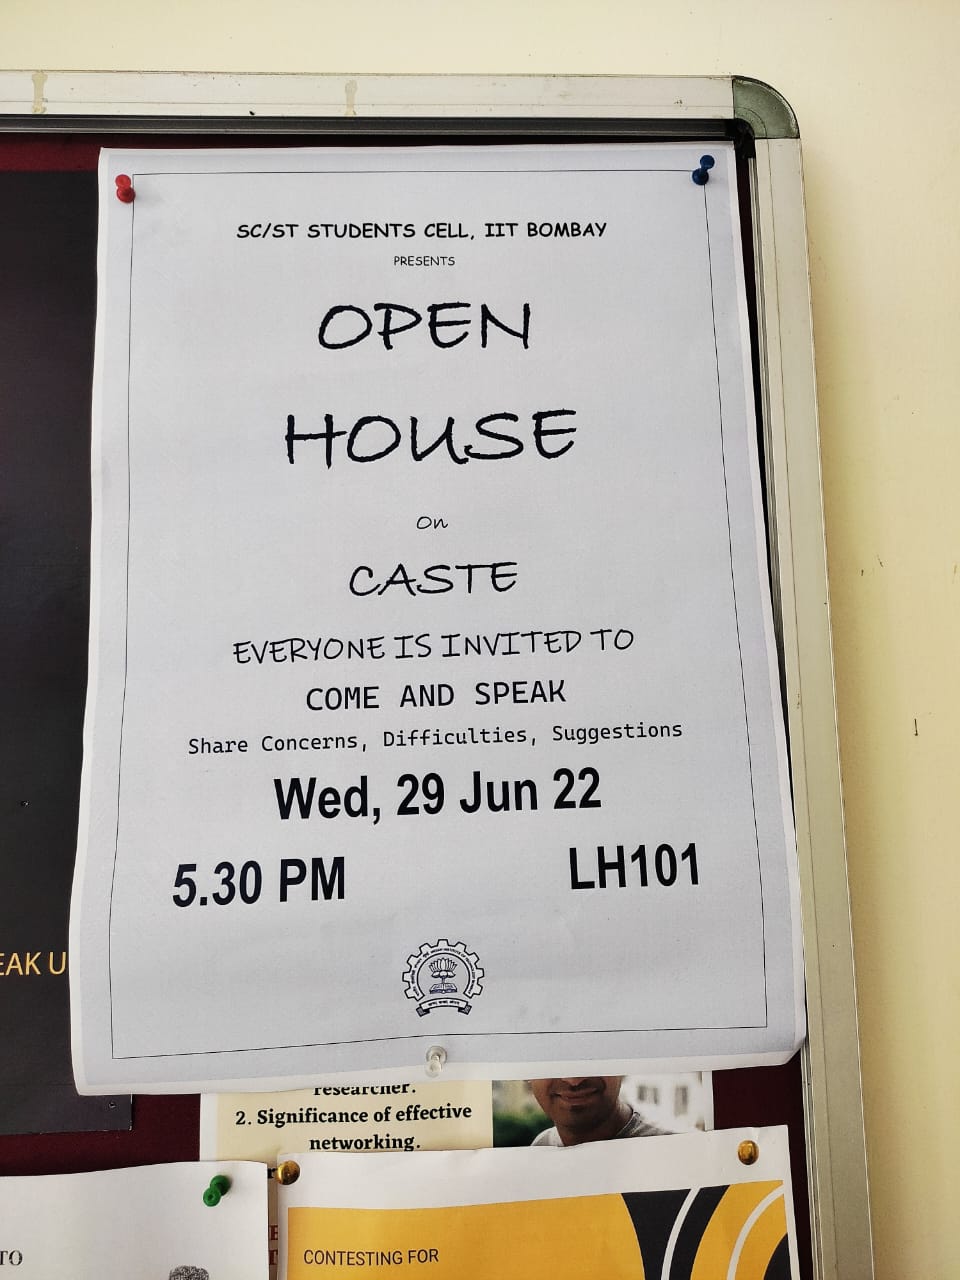 SC/ST STUDENTS CELL, IIT BOMBAY
PRESENTS
OPEN
HOUSE
On
CASTE
EVERYONE IS INVITED TO
COME AND SPEAK
Share Concerns, Difficulties, Suggestions
Wed, 29 Jun 22
5.30 PM LH101
EAK U
researcher.
2. Significance of effective
networking.
TO
CONTESTING FOR